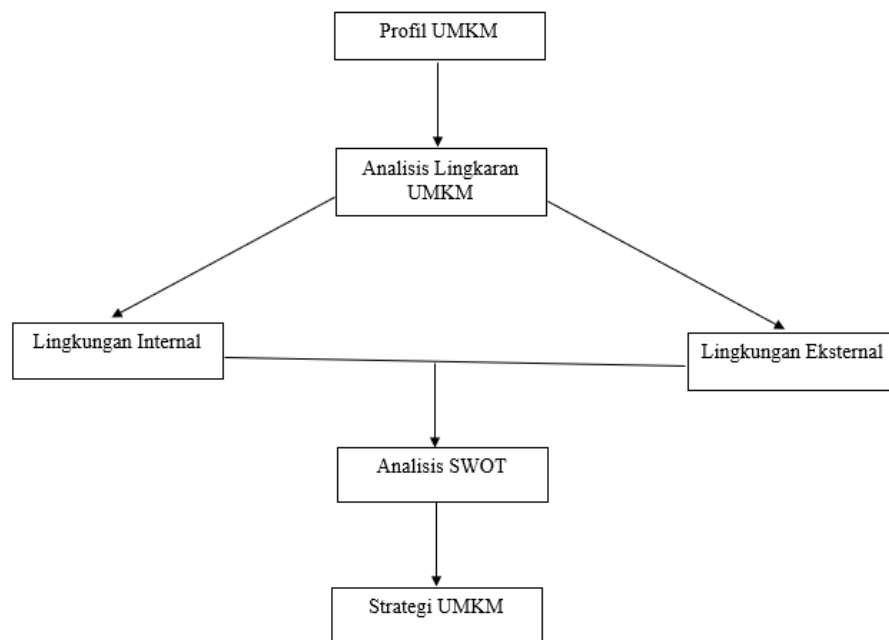 Profil UMKM
Analisis Lingkaran
UMKM
Lingkungan Internal
Lingkungan Eksternal
Analisis SWOT
Strategi UMKM